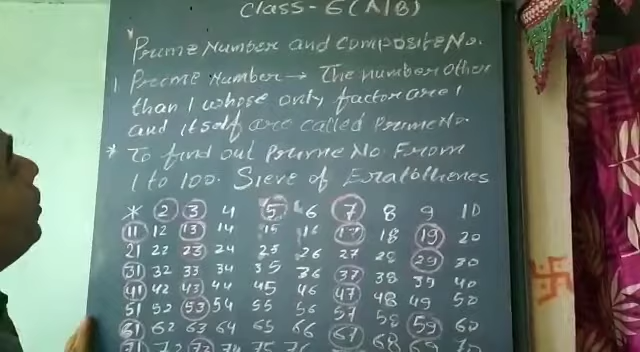 Class - 6 (A/B)
* Prime Number and composite No.
1 Preeme Number → The number other
than 1 whose only factor are 1
and itself are called Prime No.
* To find out Prime No. From
1 to 100. Sieve of Eratothenes
* 2 3 4 5 6 7 8 9 10
11 12 13 14 15 16 17 18 19 20
21 22 23 24 25 26 27 28 29 30
31 32 33 34 35 36 37 38 39 40
41 42 43 44 45 46 47 48 49 50
51 52 53 54 55 56 57 58 59 60
61 62 63 64 65 66 67 68 69 70
71 72 73 74 75 76